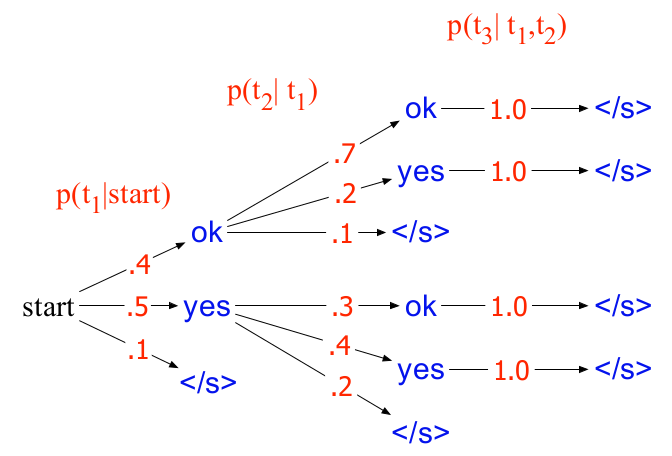 p(t3| t1,t2)
p(t2| t1)
ok 1.0 </s>
.7
yes 1.0 </s>
.2
p(t1|start)
ok .1 </s>
.4
start .5 yes .3 ok 1.0 </s>
.1 .4
yes 1.0 </s>
</s> .2
</s>